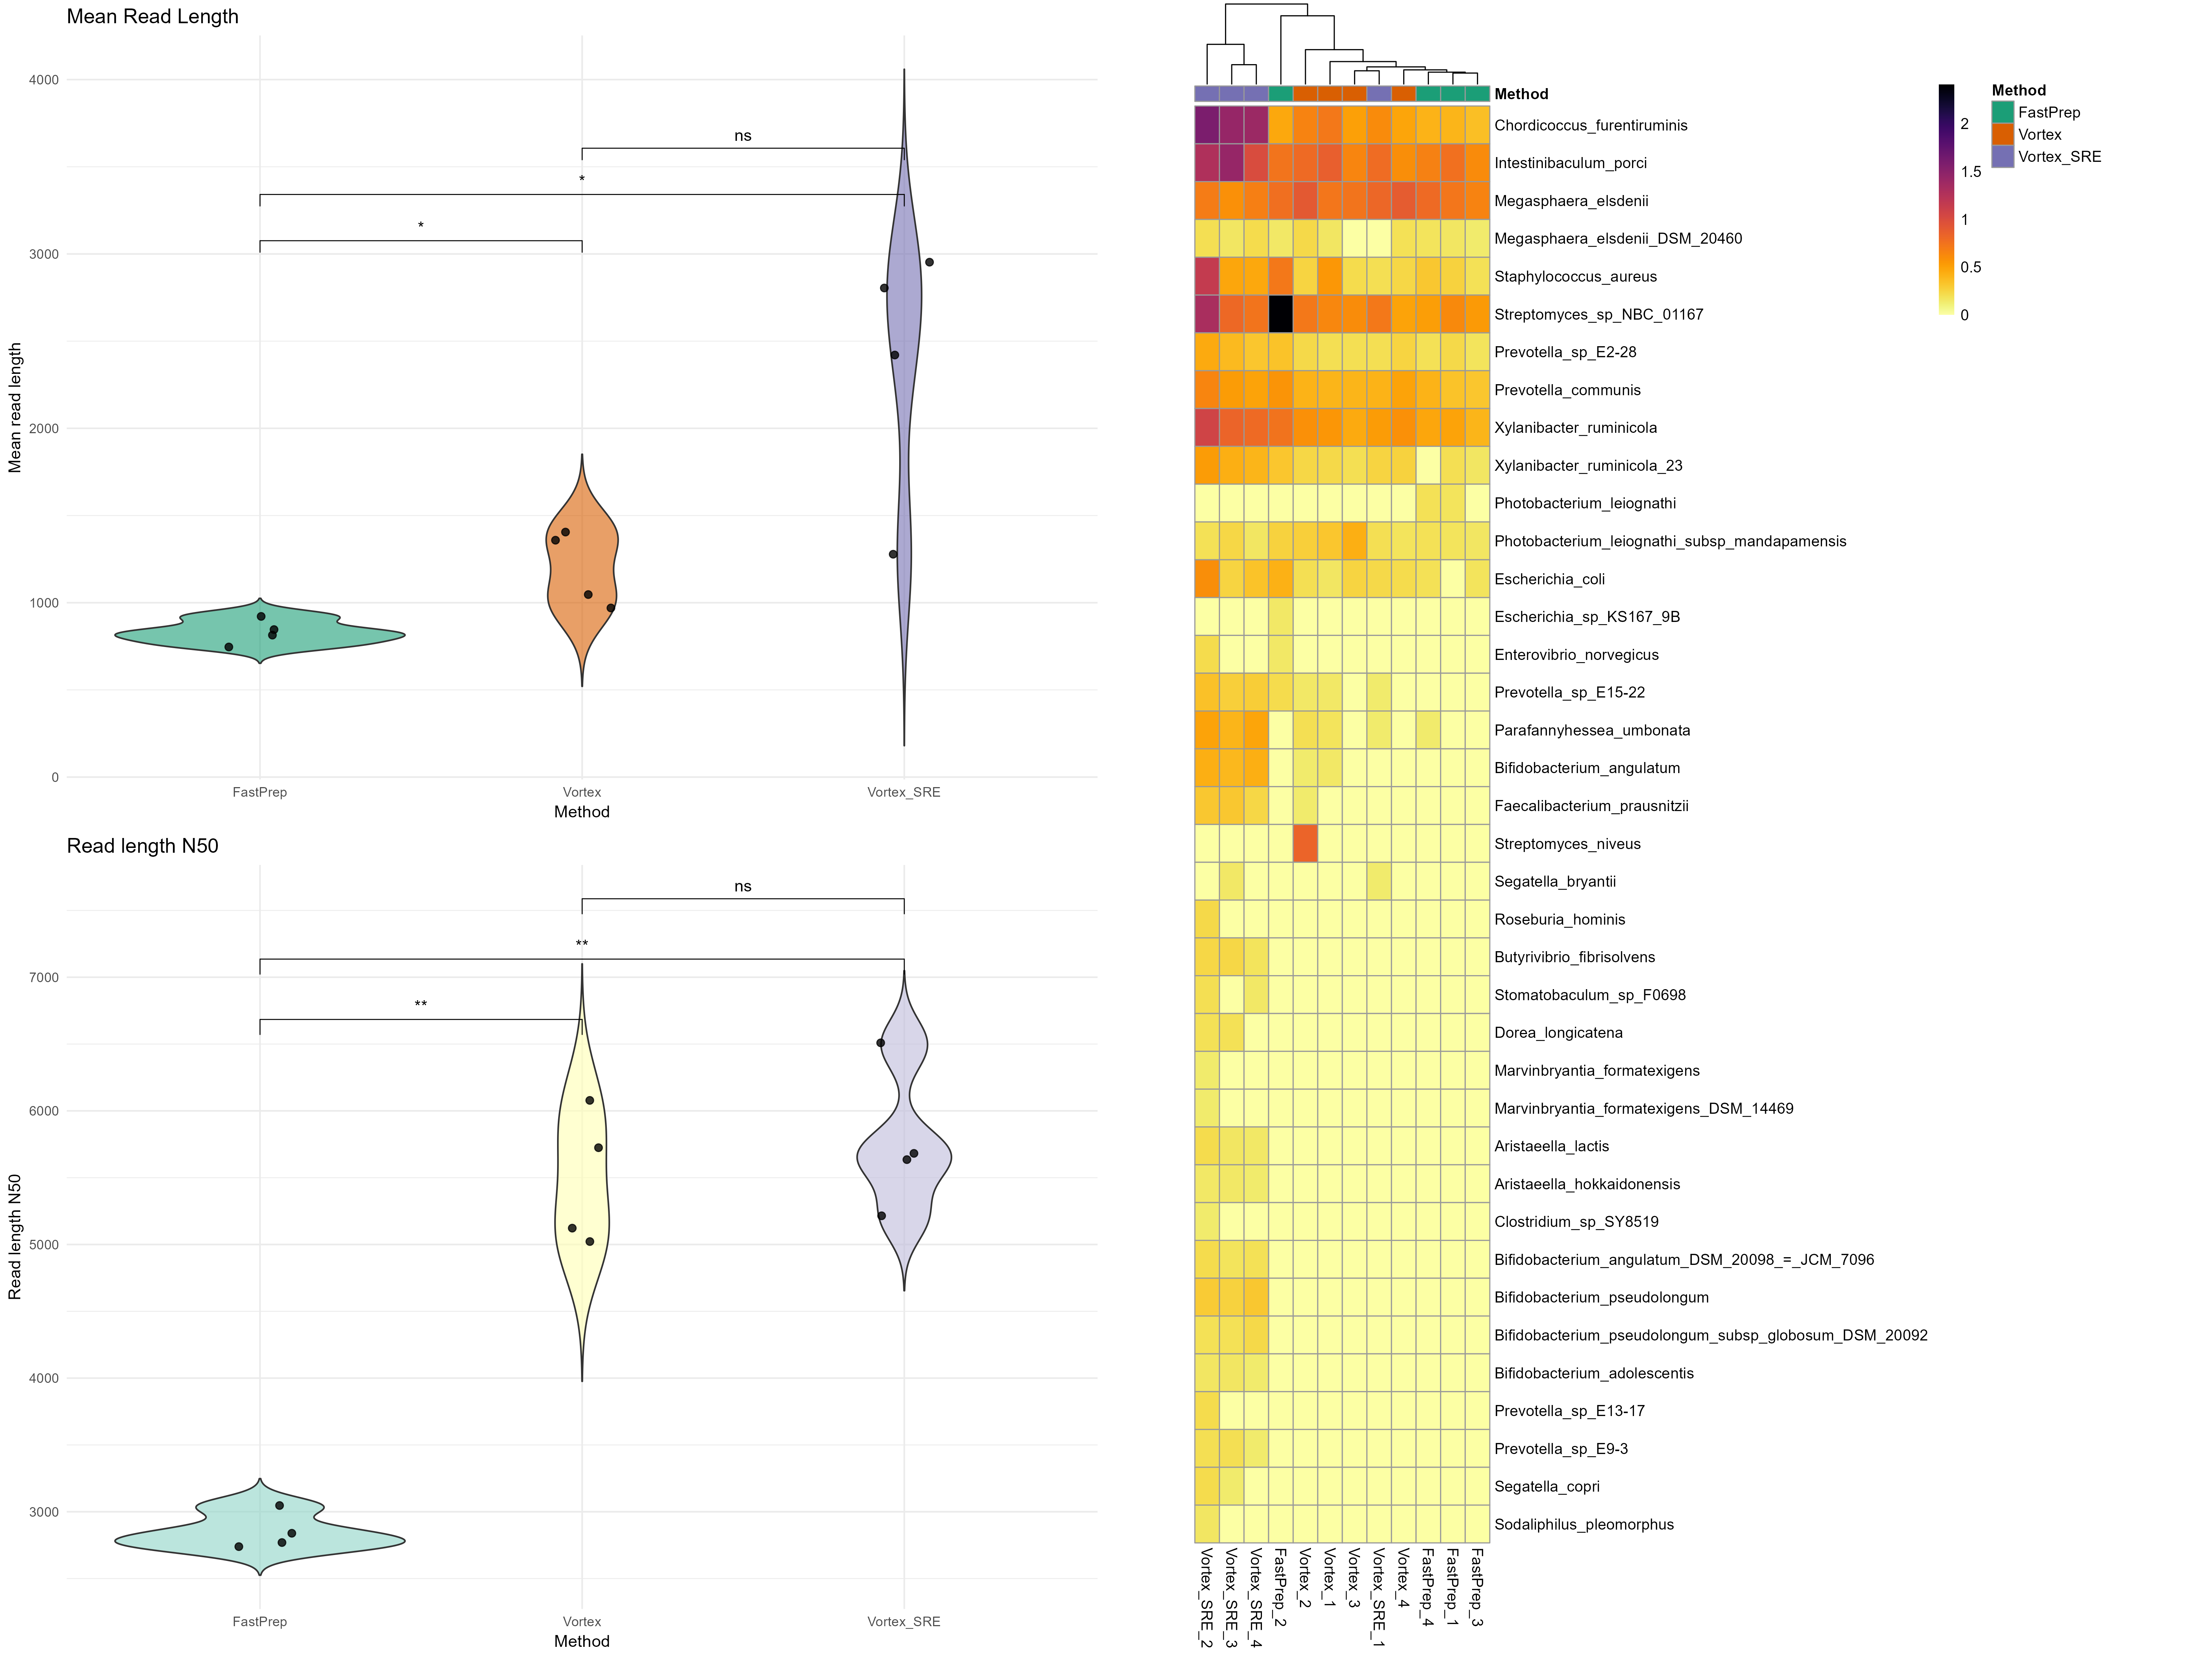 Mean Read Length
Mean read length
4000
3000
2000
1000
0
ns
*
*
FastPrep
Vortex
Vortex_SRE
Method
Read length N50
Read length N50
7000
6000
5000
4000
3000
ns
**
**
FastPrep
Vortex
Vortex_SRE
Method
Method
Chordicoccus_furentiruminis
Intestinibaculum_porci
Megasphaera_elsdenii
Megasphaera_elsdenii_DSM_20460
Staphylococcus_aureus
Streptomyces_sp_NBC_01167
Prevotella_sp_E2-28
Prevotella_communis
Xylanibacter_ruminicola
Xylanibacter_ruminicola_23
Photobacterium_leiognathi
Photobacterium_leiognathi_subsp_mandapamensis
Escherichia_coli
Escherichia_sp_KS167_9B
Enterovibrio_norvegicus
Prevotella_sp_E15-22
Parafannyhessea_umbonata
Bifidobacterium_angulatum
Faecalibacterium_prausnitzii
Streptomyces_niveus
Segatella_bryantii
Roseburia_hominis
Butyrivibrio_fibrisolvens
Stomatobaculum_sp_F0698
Dorea_longicatena
Marvinbryantia_formatexigens
Marvinbryantia_formatexigens_DSM_14469
Aristaeella_lactis
Aristaeella_hokkaidonensis
Clostridium_sp_SY8519
Bifidobacterium_angulatum_DSM_20098_=_JCM_7096
Bifidobacterium_pseudolongum
Bifidobacterium_pseudolongum_subsp_globosum_DSM_20092
Bifidobacterium_adolescentis
Prevotella_sp_E13-17
Prevotella_sp_E9-3
Segatella_copri
Sodaliphilus_pleomorphus
Vortex_SRE_2
Vortex_SRE_3
Vortex_SRE_4
FastPrep_2
Vortex_2
Vortex_1
Vortex_3
Vortex_SRE_1
Vortex_4
FastPrep_4
FastPrep_1
FastPrep_3
2
1.5
1
0.5
0
Method
FastPrep
Vortex
Vortex_SRE